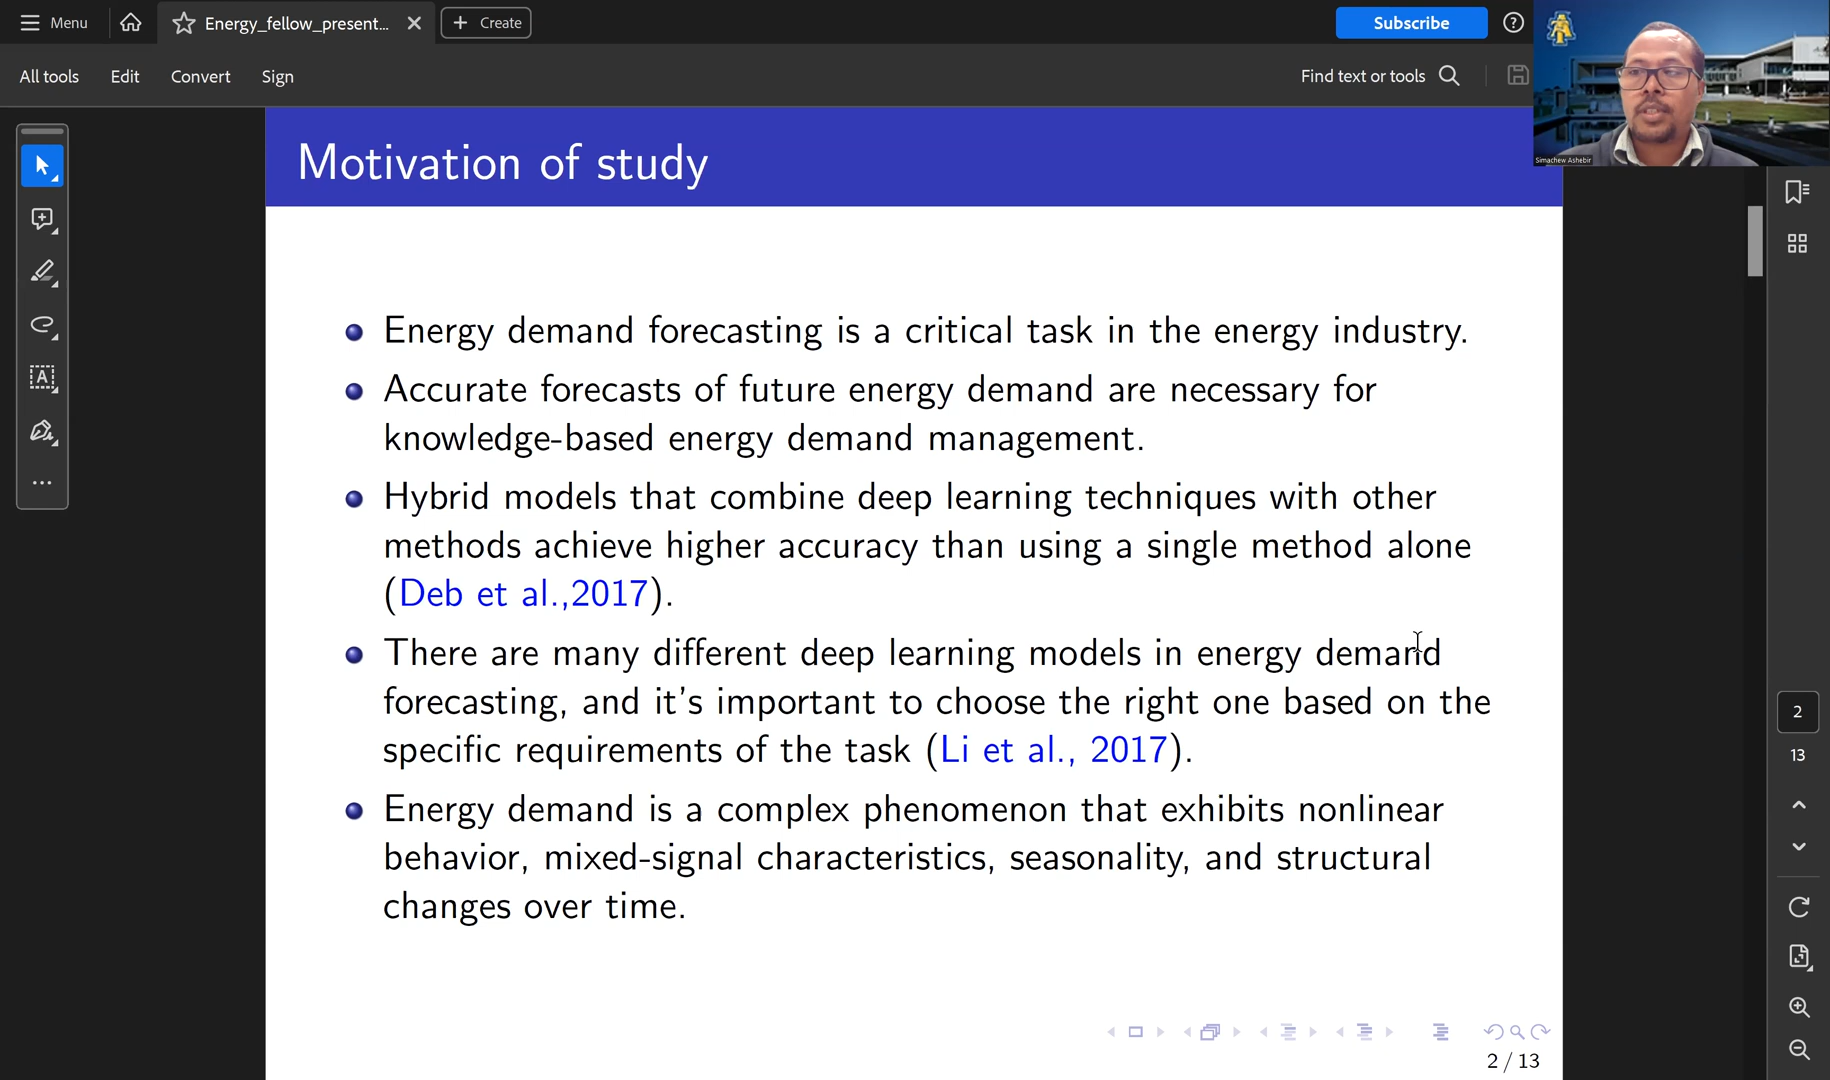 Menu
Energy_fellow_present...
Create
Subscribe
All tools
Edit
Convert
Sign
Find text or tools
Simachew Ashebir
Motivation of study
Energy demand forecasting is a critical task in the energy industry.
Accurate forecasts of future energy demand are necessary for
knowledge-based energy demand management.
Hybrid models that combine deep learning techniques with other
methods achieve higher accuracy than using a single method alone
(Deb et al.,2017).
There are many different deep learning models in energy demand
forecasting, and it's important to choose the right one based on the
specific requirements of the task (Li et al., 2017).
Energy demand is a complex phenomenon that exhibits nonlinear
behavior, mixed-signal characteristics, seasonality, and structural
changes over time.
2
13
2 / 13